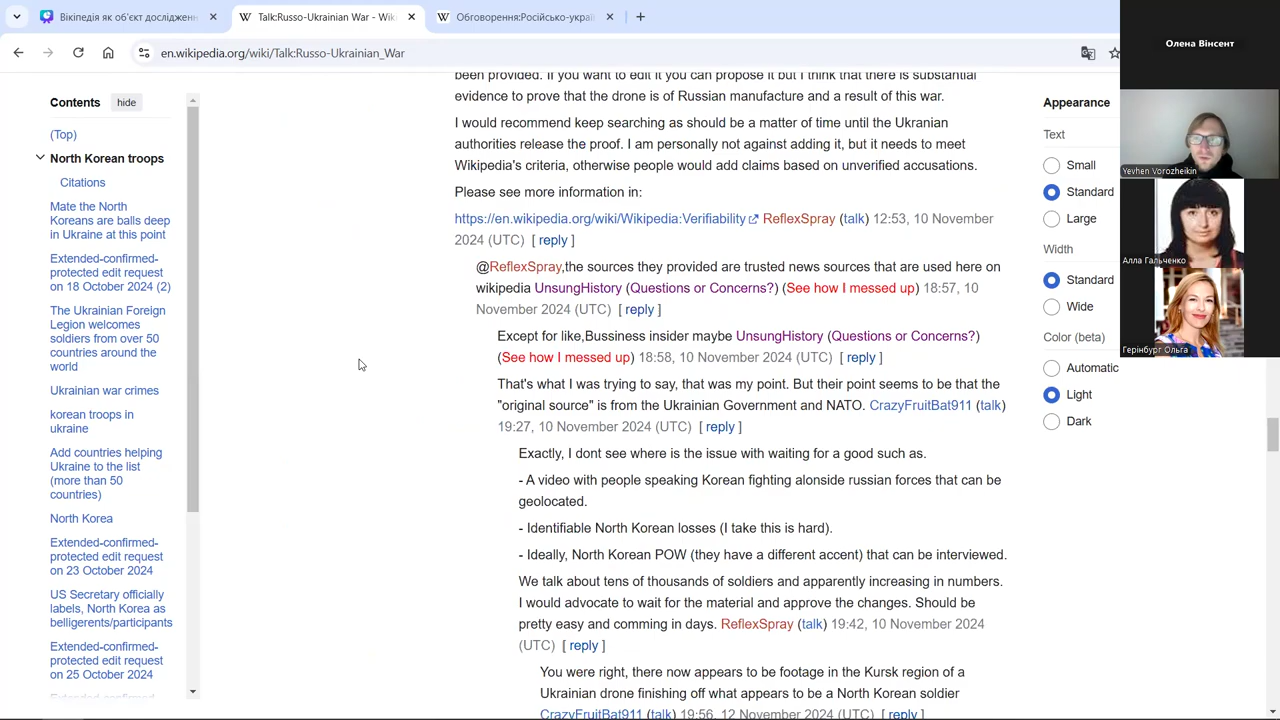 Вікіпедія як об'єкт дослідженн
Talk:Russo-Ukrainian War - Wik
Обговорення:Російсько-украї
en.wikipedia.org/wiki/Talk:Russo-Ukrainian_War
Contents
hide
(Top)
North Korean troops
Citations
Mate the North
Koreans are balls deep
in Ukraine at this point
Extended-confirmed-
protected edit request
on 18 October 2024 (2)
The Ukrainian Foreign
Legion welcomes
soldiers from over 50
countries around the
world
Ukrainian war crimes
korean troops in
ukraine
Add countries helping
Ukraine to the list
(more than 50
countries)
North Korea
Extended-confirmed-
protected edit request
on 23 October 2024
US Secretary officially
labels, North Korea as
belligerents/participants
Extended-confirmed-
protected edit request
on 25 October 2024
Extended-confirmed-
been provided. If you want to edit it you can propose it but I think that there is substantial
evidence to prove that the drone is of Russian manufacture and a result of this war.
I would recommend keep searching as should be a matter of time until the Ukranian
authorities release the proof. I am personally not against adding it, but it needs to meet
Wikipedia's criteria, otherwise people would add claims based on unverified accusations.
Please see more information in:
https://en.wikipedia.org/wiki/Wikipedia:Verifiability ReflexSpray (talk) 12:53, 10 November
2024 (UTC) [ reply ]
@ReflexSpray,the sources they provided are trusted news sources that are used here on
wikipedia UnsungHistory (Questions or Concerns?) (See how I messed up) 18:57, 10
November 2024 (UTC) [ reply ]
Except for like,Bussiness insider maybe UnsungHistory (Questions or Concerns?)
(See how I messed up) 18:58, 10 November 2024 (UTC) [ reply ]
That's what I was trying to say, that was my point. But their point seems to be that the
"original source" is from the Ukrainian Government and NATO. CrazyFruitBat911 (talk)
19:27, 10 November 2024 (UTC) [ reply ]
Exactly, I dont see where is the issue with waiting for a good such as.
- A video with people speaking Korean fighting alonside russian forces that can be
geolocated.
- Identifiable North Korean losses (I take this is hard).
- Ideally, North Korean POW (they have a different accent) that can be interviewed.
We talk about tens of thousands of soldiers and apparently increasing in numbers.
I would advocate to wait for the material and approve the changes. Should be
pretty easy and comming in days. ReflexSpray (talk) 19:42, 10 November 2024
(UTC) [ reply ]
You were right, there now appears to be footage in the Kursk region of a
Ukrainian drone finishing off what appears to be a North Korean soldier
CrazyFruitBat911 (talk) 19:56, 12 November 2024 (UTC) [ reply ]
Appearance
Text
Small
Standard
Large
Width
Standard
Wide
Color (beta)
Automatic
Light
Dark
Олена Вінсент
Yevhen Vorozheikin
Алла Гальченко
Герінбург Ольга